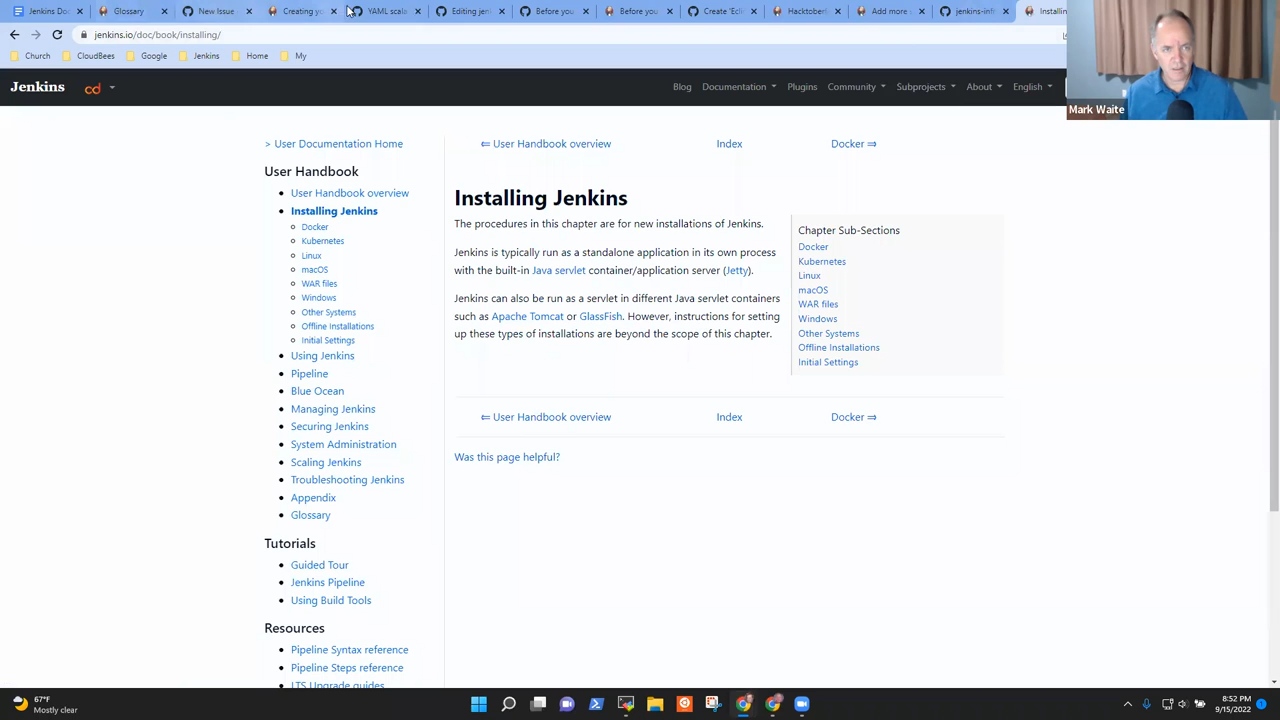 Jenkins Do
Glossary
New Issue
Creating yo
YAML scala
Editing jen
Before you
Before you
Create 'Ecli
Hacktober
Add more
jenkins-inf
Installin
jenkins.io/doc/book/installing/
Church
CloudBees
Google
Jenkins
Home
My
Jenkins
cd
Blog
Documentation
Plugins
Community
Subprojects
About
English
Mark Waite
> User Documentation Home
⇐ User Handbook overview
Index
Docker ⇒
User Handbook
User Handbook overview
Installing Jenkins
Docker
Kubernetes
Linux
macOS
WAR files
Windows
Other Systems
Offline Installations
Initial Settings
Using Jenkins
Pipeline
Blue Ocean
Managing Jenkins
Securing Jenkins
System Administration
Scaling Jenkins
Troubleshooting Jenkins
Appendix
Glossary
Tutorials
Guided Tour
Jenkins Pipeline
Using Build Tools
Resources
Pipeline Syntax reference
Pipeline Steps reference
LTS Upgrade guides
Installing Jenkins
The procedures in this chapter are for new installations of Jenkins.
Jenkins is typically run as a standalone application in its own process
with the built-in Java servlet container/application server (Jetty).
Jenkins can also be run as a servlet in different Java servlet containers
such as Apache Tomcat or GlassFish. However, instructions for setting
up these types of installations are beyond the scope of this chapter.
Chapter Sub-Sections
Docker
Kubernetes
Linux
macOS
WAR files
Windows
Other Systems
Offline Installations
Initial Settings
⇐ User Handbook overview
Index
Docker ⇒
Was this page helpful?
67°F
Mostly clear
8:52 PM
9/15/2022